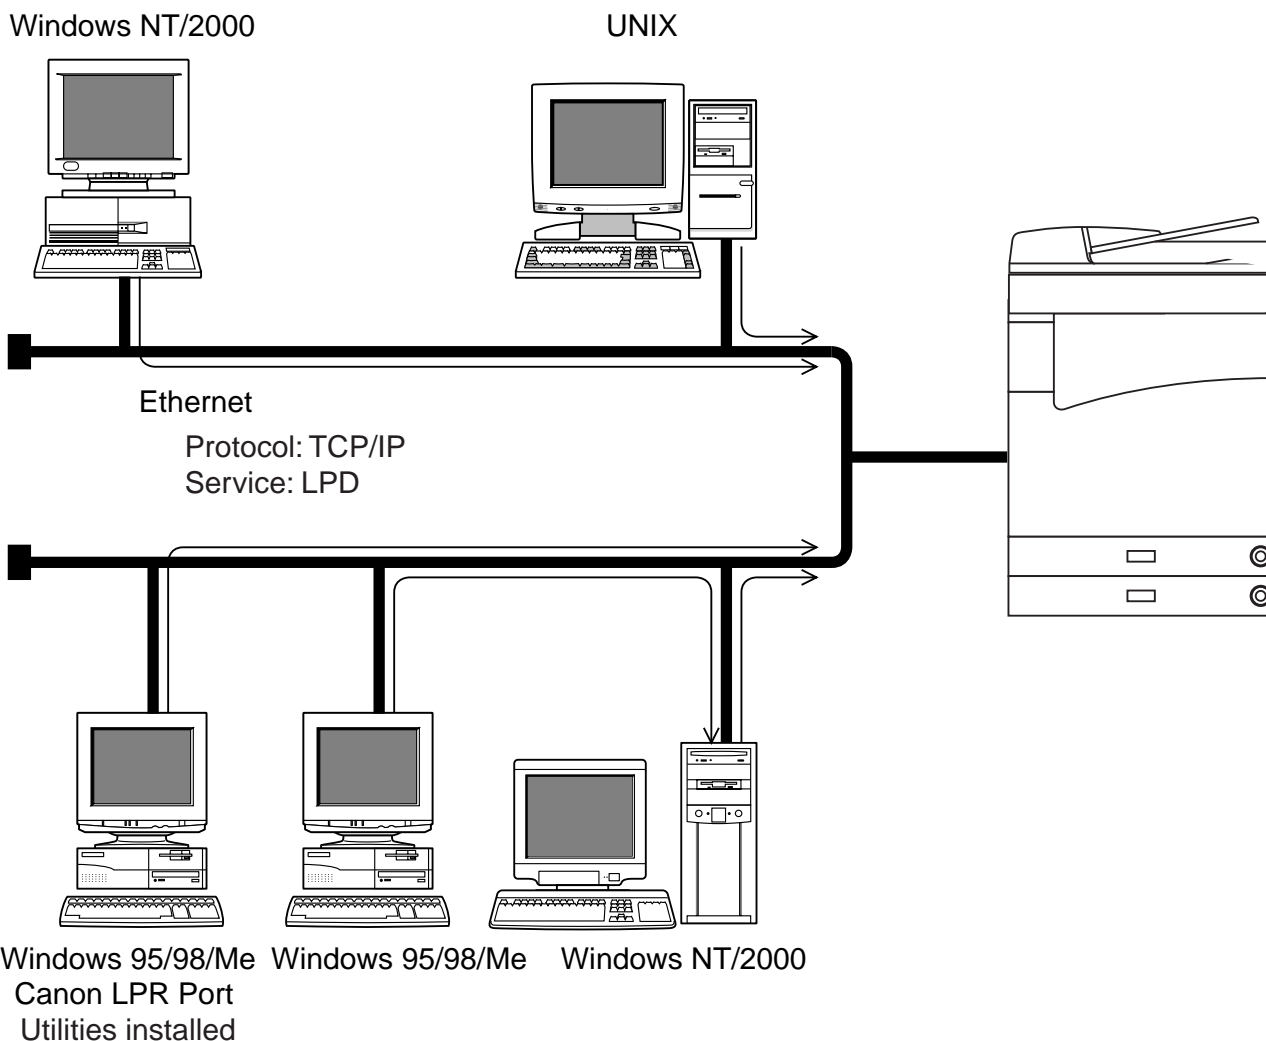 Windows NT/2000
UNIX
Ethernet
Protocol: TCP/IP
Service: LPD
Windows 95/98/Me
Canon LPR Port
Utilities installed
Windows 95/98/Me
Windows NT/2000